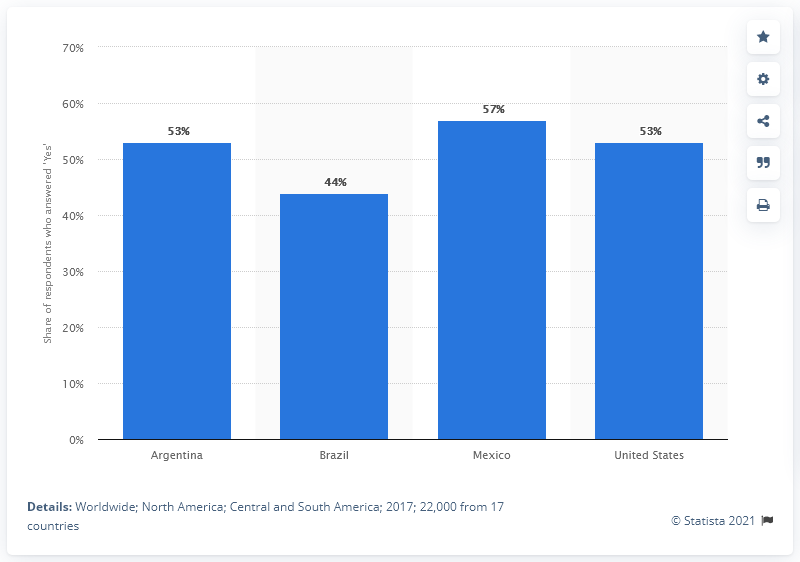 70%
60%
50%
40%
30%
20%
10%
0%
Share of respondents who answered 'Yes'
53%
44%
57%
53%
Argentina
Brazil
Mexico
United States
Details: Worldwide; North America; Central and South America; 2017; 22,000 from 17
countries
© Statista 2021